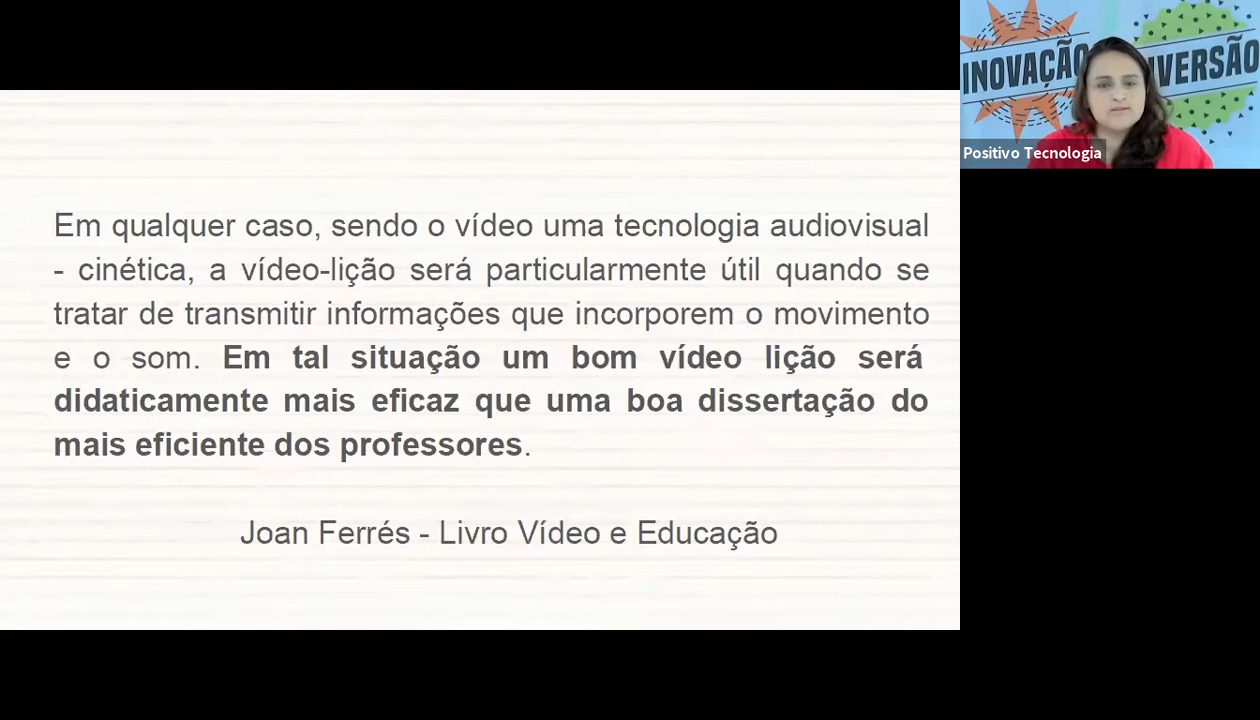 Em qualquer caso, sendo o vídeo uma tecnologia audiovisual
- cinética, a vídeo-lição será particularmente útil quando se
tratar de transmitir informações que incorporem o movimento
e o som. Em tal situação um bom vídeo lição será
didaticamente mais eficaz que uma boa dissertação do
mais eficiente dos professores.
Joan Ferrés - Livro Vídeo e Educação
INOVAÇÃO
VERSÃO
Positivo Tecnologia